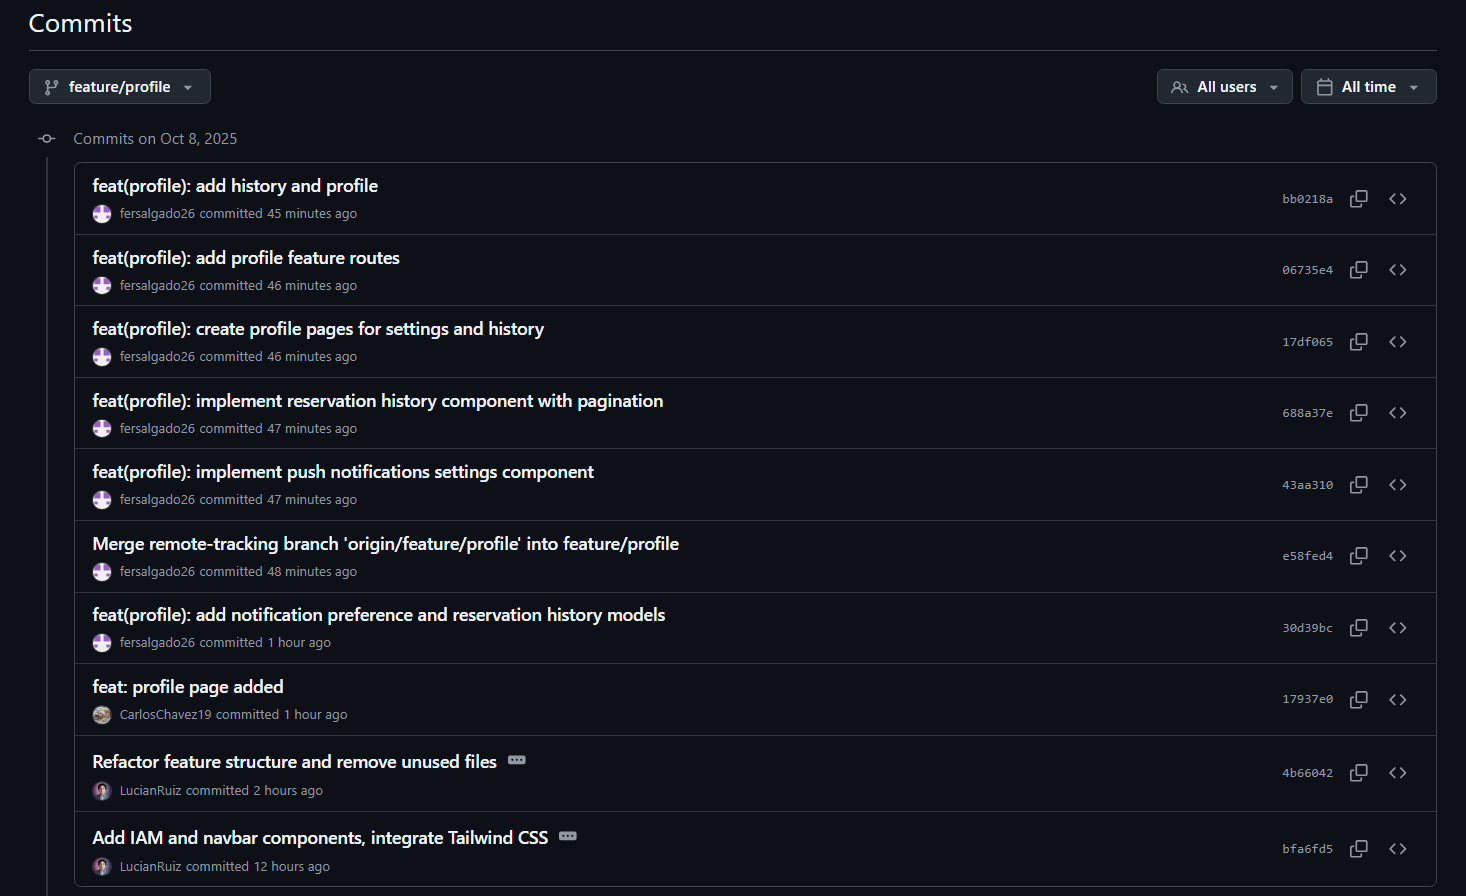 Commits
feature/profile
All users
All time
Commits on Oct 8, 2025
feat(profile): add history and profile
fersalgado26 committed 45 minutes ago
bb0218a
feat(profile): add profile feature routes
fersalgado26 committed 46 minutes ago
06735e4
feat(profile): create profile pages for settings and history
fersalgado26 committed 46 minutes ago
17df065
feat(profile): implement reservation history component with pagination
fersalgado26 committed 47 minutes ago
688a37e
feat(profile): implement push notifications settings component
fersalgado26 committed 47 minutes ago
43aa310
Merge remote-tracking branch 'origin/feature/profile' into feature/profile
fersalgado26 committed 48 minutes ago
e58fed4
feat(profile): add notification preference and reservation history models
fersalgado26 committed 1 hour ago
30d39bc
feat: profile page added
CarlosChavez19 committed 1 hour ago
17937e0
Refactor feature structure and remove unused files
LucianRuiz committed 2 hours ago
4b66042
Add IAM and navbar components, integrate Tailwind CSS
LucianRuiz committed 12 hours ago
bfa6fd5